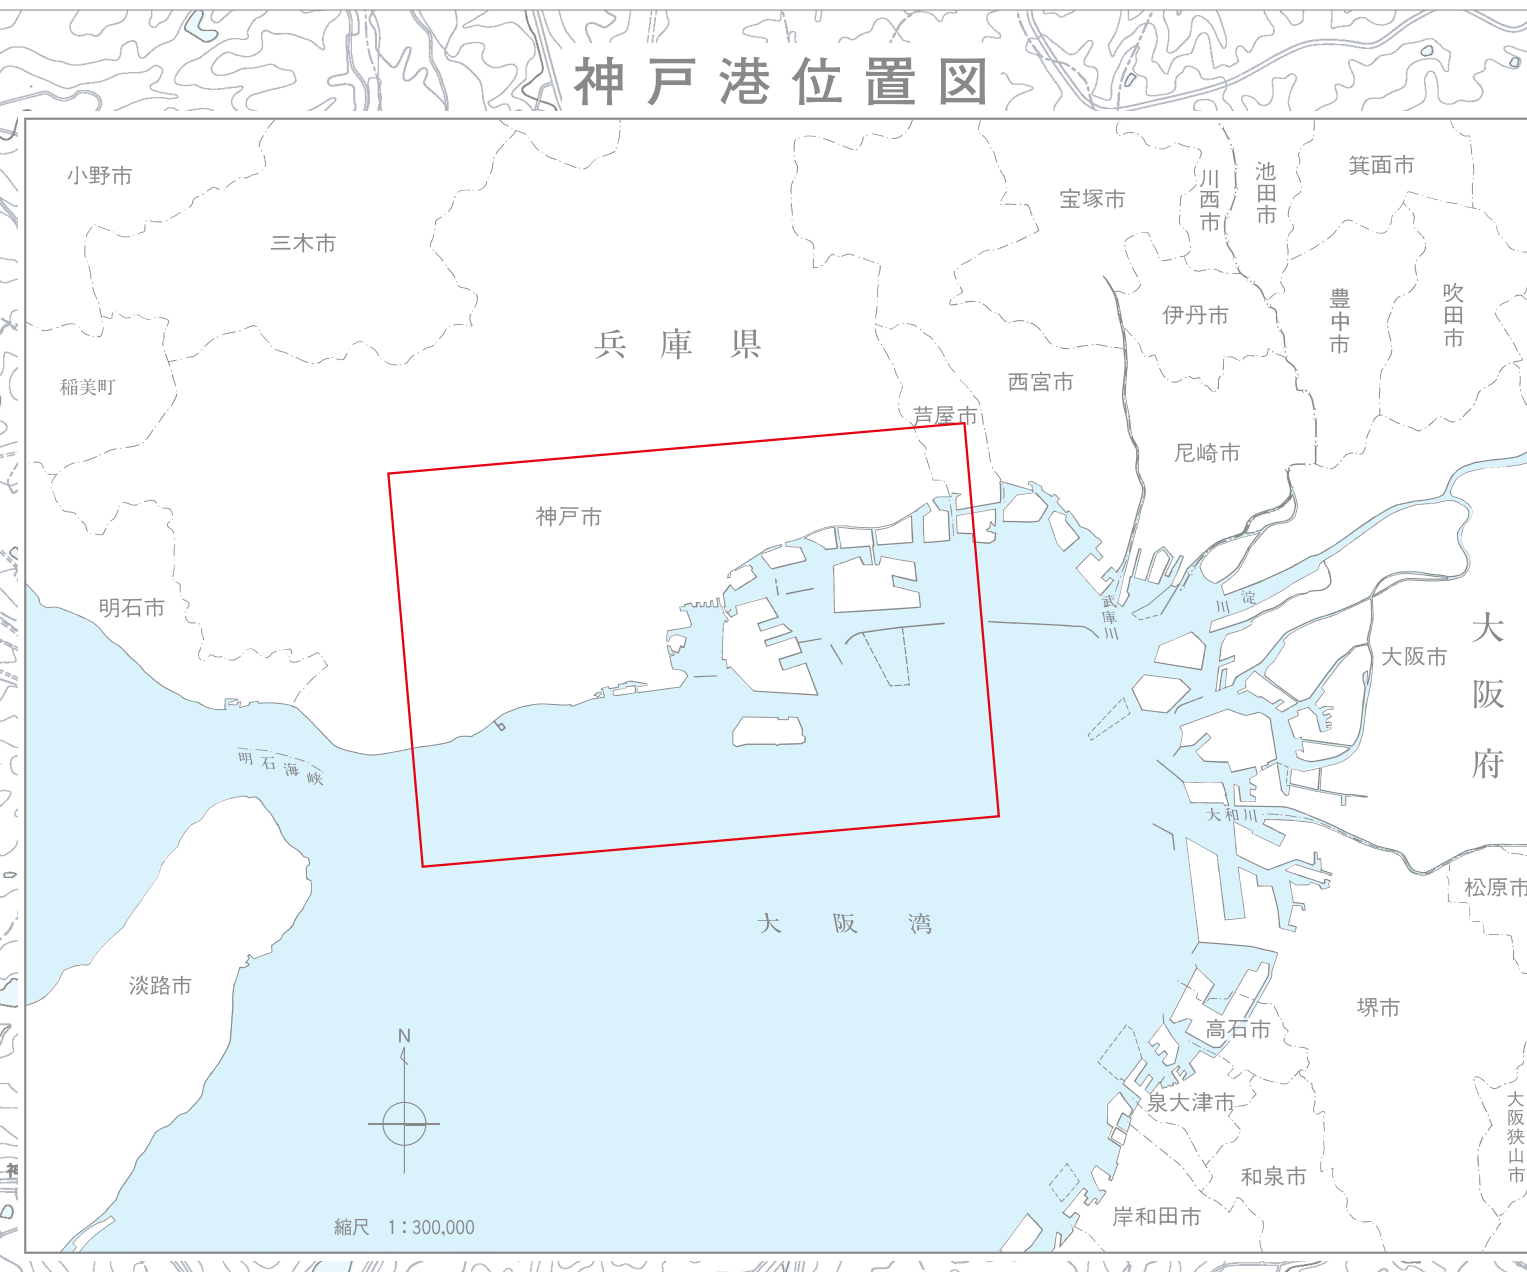 神戸港位置図
小野市
三木市
宝塚市
川西市
池田市
箕面市
兵庫県
伊丹市
豊中市
吹田市
稲美町
西宮市
芦屋市
尼崎市
神戸市
明石市
武庫川
淀川
大阪市
大阪府
明石海峡
大和川
松原市
大阪湾
淡路市
堺市
高石市
N
泉大津市
大阪狭山市
和泉市
岸和田市
縮尺 1:300,000